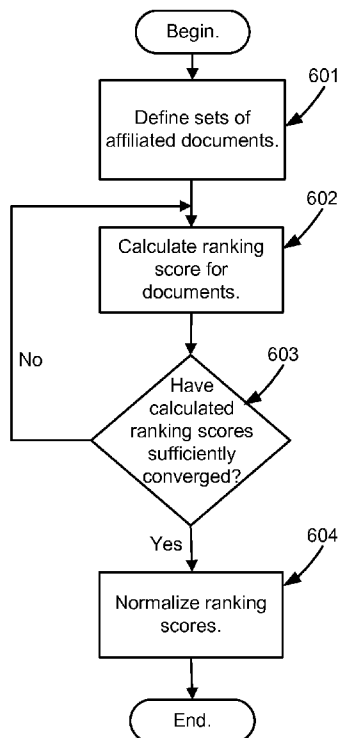 Begin.
601
Define sets of
affiliated documents.
602
Calculate ranking
score for
documents.
603
No
Have
calculated
ranking scores
sufficiently
converged?
Yes
604
Normalize ranking
scores.
End.